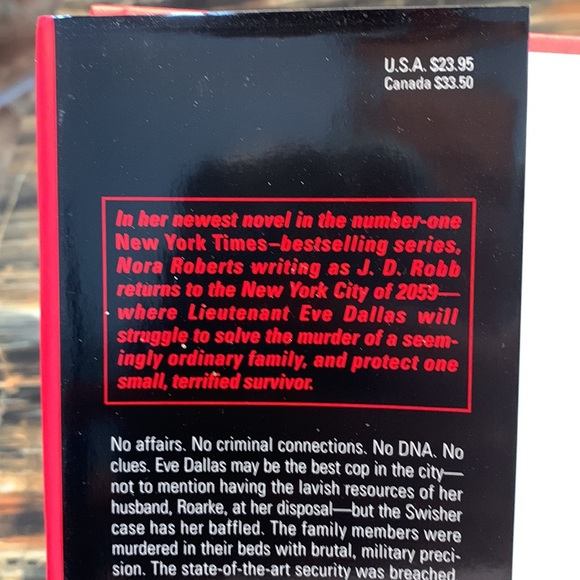 U.S.A. $23.95
Canada $33.50
In her newest novel in the number-one
New York Times–bestselling series,
Nora Roberts writing as J. D. Robb
returns to the New York City of 2059—
where Lieutenant Eve Dallas will
struggle to solve the murder of a seem-
ingly ordinary family, and protect one
small, terrified survivor.
No affairs. No criminal connections. No DNA. No
clues. Eve Dallas may be the best cop in the city—
not to mention having the lavish resources of her
husband, Roarke, at her disposal—but the Swisher
case has her baffled. The family members were
murdered in their beds with brutal, military preci-
sion. The state-of-the-art security was breached